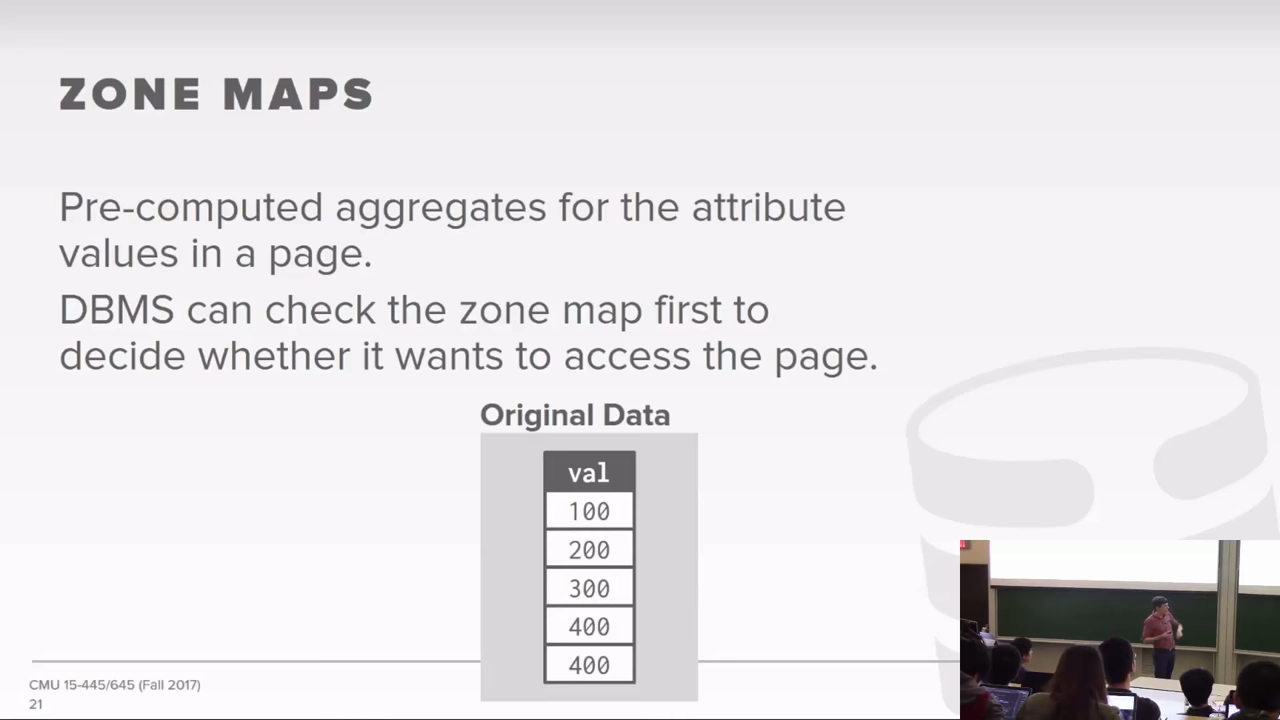 ZONE MAPS
Pre-computed aggregates for the attribute
values in a page.
DBMS can check the zone map first to
decide whether it wants to access the page.
Original Data
val
100
200
300
400
400
CMU 15-445/645 (Fall 2017)
21